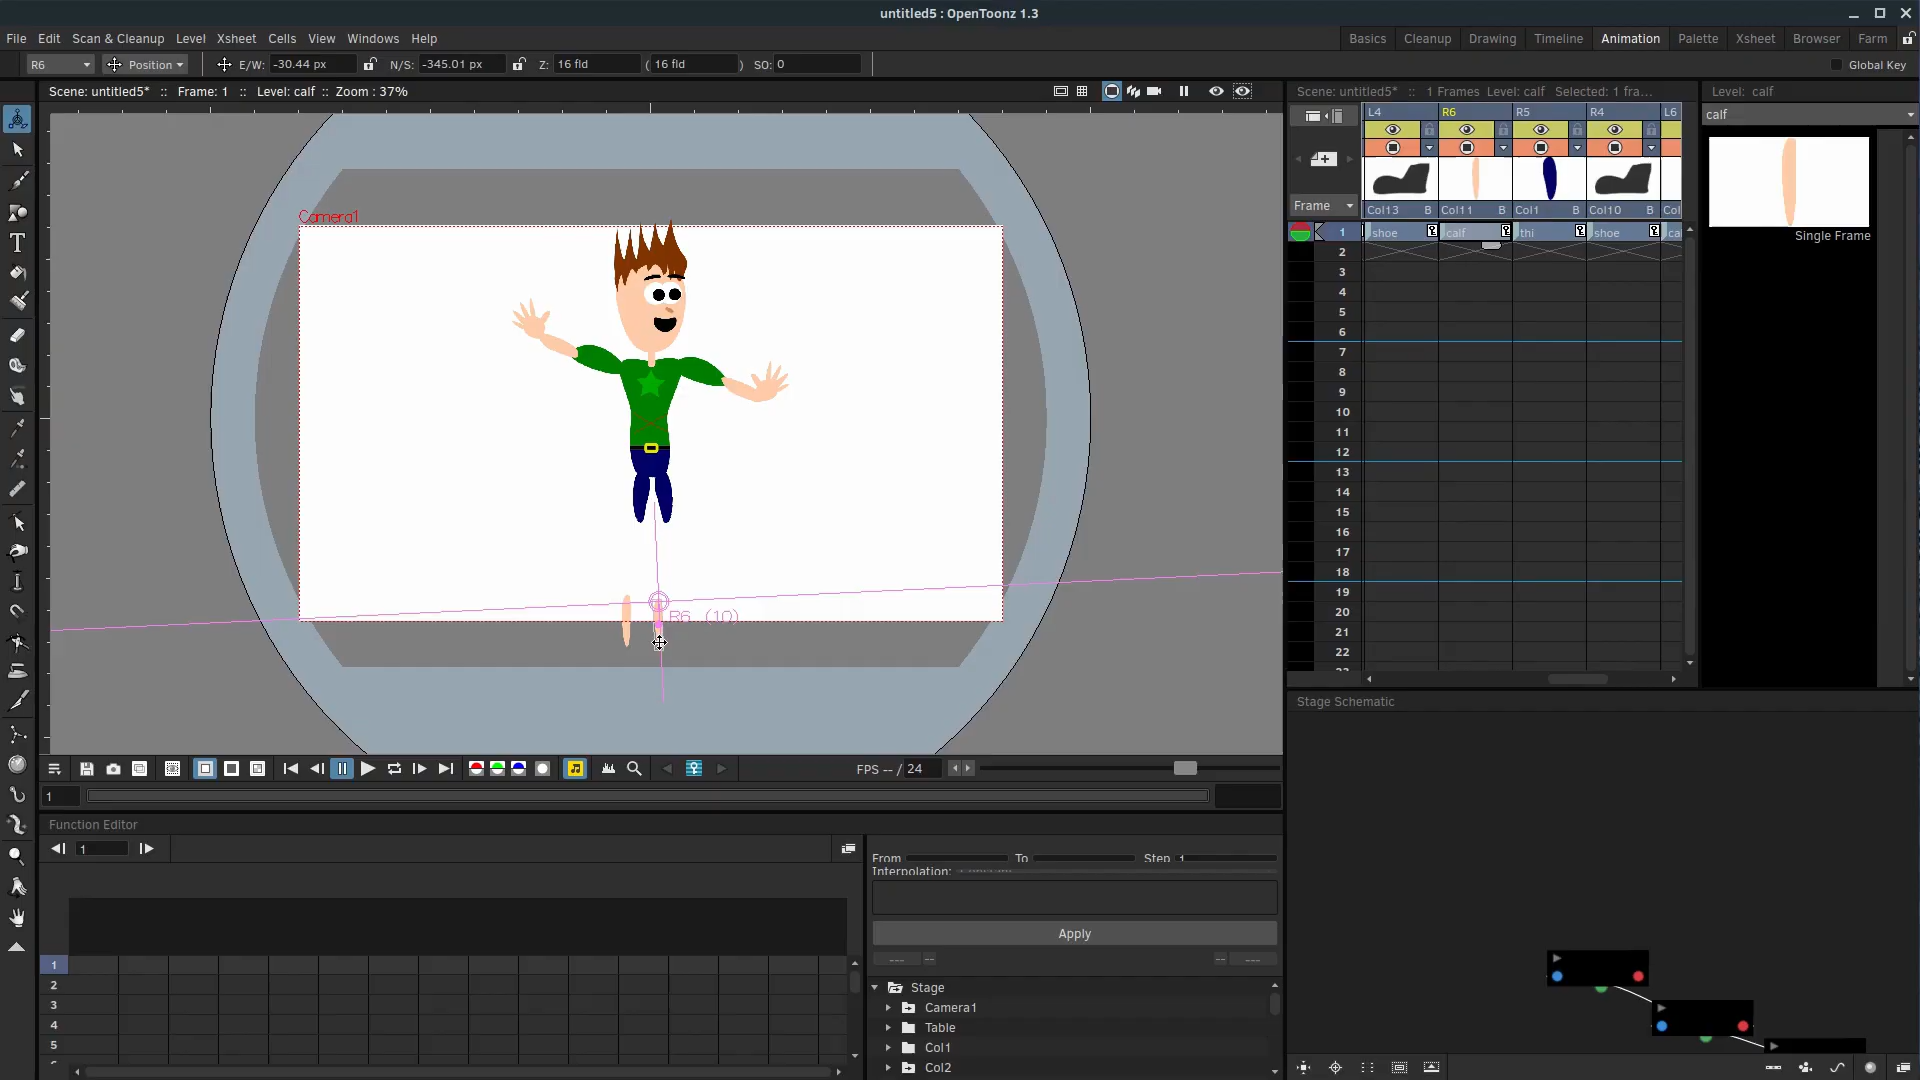 untitled5 : OpenToonz 1.3
File Edit Scan & Cleanup Level Xsheet Cells View Windows Help
Basics Cleanup Drawing Timeline Animation Palette Xsheet Browser Farm
R6 Position E/W: -30.44 px N/S: -345.01 px Z: 16 fld ( 16 fld ) SO: 0 Global Key
Scene: untitled5* :: Frame: 1 :: Level: calf :: Zoom : 37%
Scene: untitled5* :: 1 Frames Level: calf Selected: 1 fra...
Level: calf
L4 R6 R5 R4 L6
calf
Camera1
Frame
Col13 B Col11 B Col1 B Col10 B Col
1 shoe calf thi shoe cal
Single Frame
2
3
4
5
6
7
8
9
10
11
12
13
14
15
16
17
18
19
20
21
22
23
R6 (10)
Stage Schematic
FPS -- / 24
1
Function Editor
1
From To Step 1
Interpolation:
Apply
--- -- -- ---
1
2
3
4
5
Stage
Camera1
Table
Col1
Col2